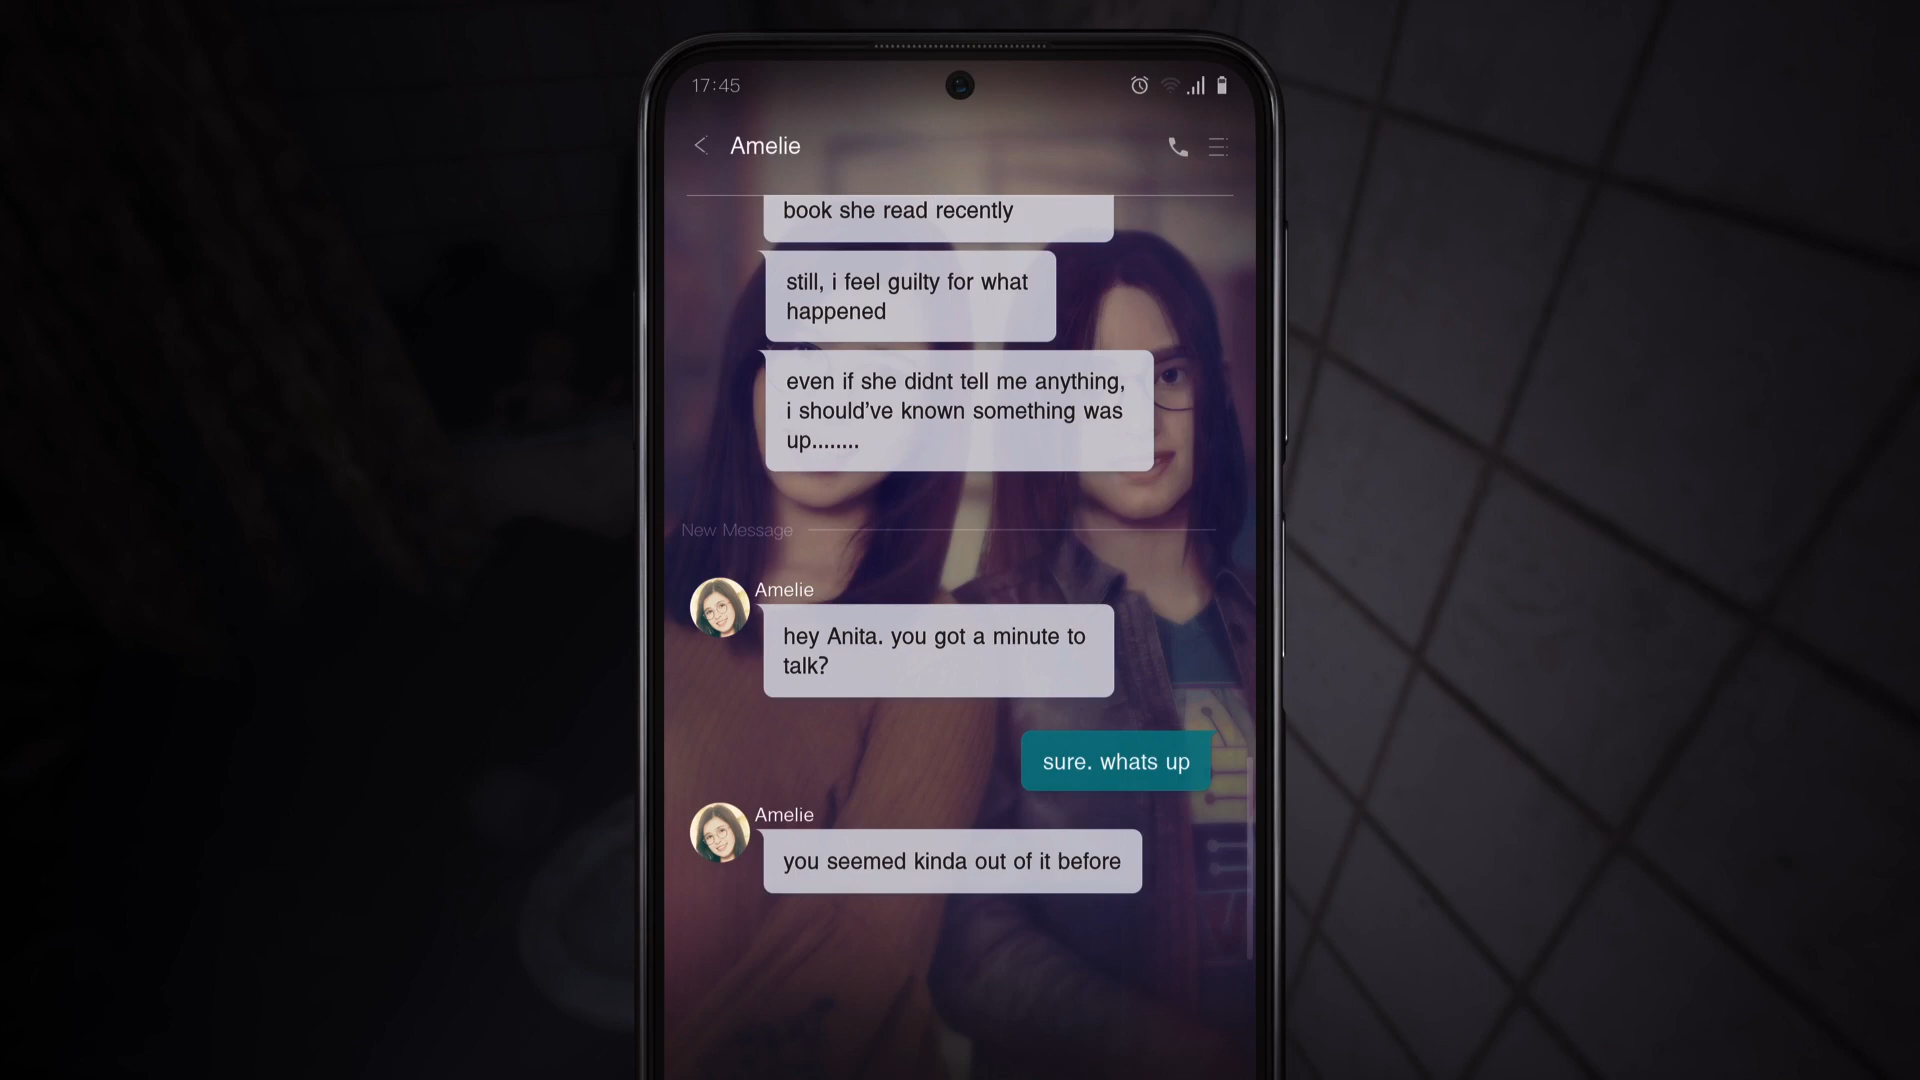 17:45
Amelie
book she read recently
still, i feel guilty for what
happened
even if she didnt tell me anything,
i should've known something was
up........
New Message
Amelie
hey Anita. you got a minute to
talk?
sure. whats up
Amelie
you seemed kinda out of it before